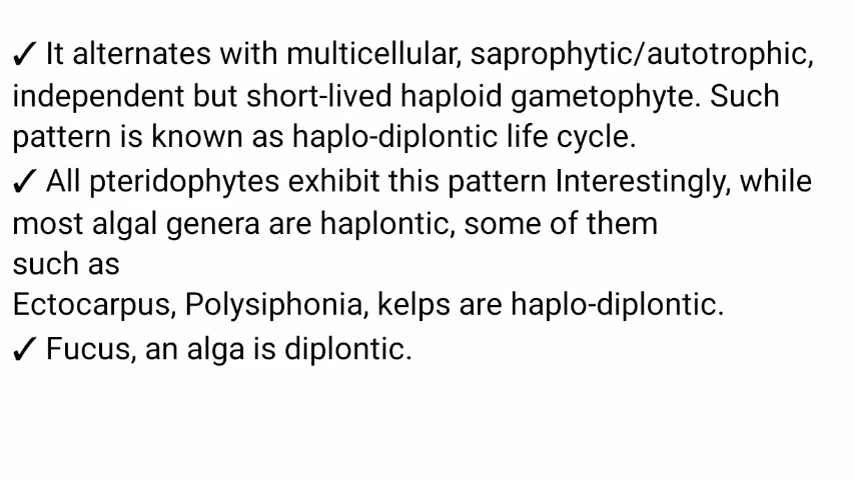 ✓ It alternates with multicellular, saprophytic/autotrophic,
independent but short-lived haploid gametophyte. Such
pattern is known as haplo-diplontic life cycle.
✓ All pteridophytes exhibit this pattern Interestingly, while
most algal genera are haplontic, some of them
such as
Ectocarpus, Polysiphonia, kelps are haplo-diplontic.
✓ Fucus, an alga is diplontic.